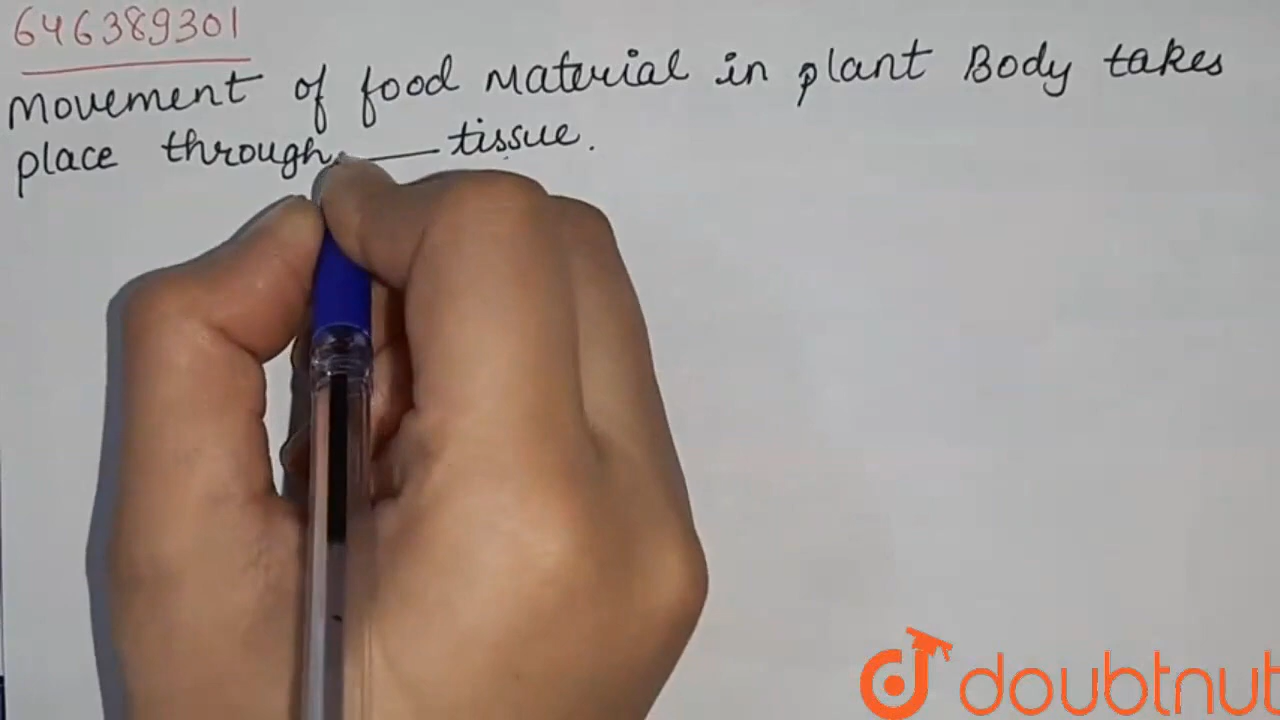 646389301
Movement of food Material in plant Body takes
place through ___ tissue.
doubtnut